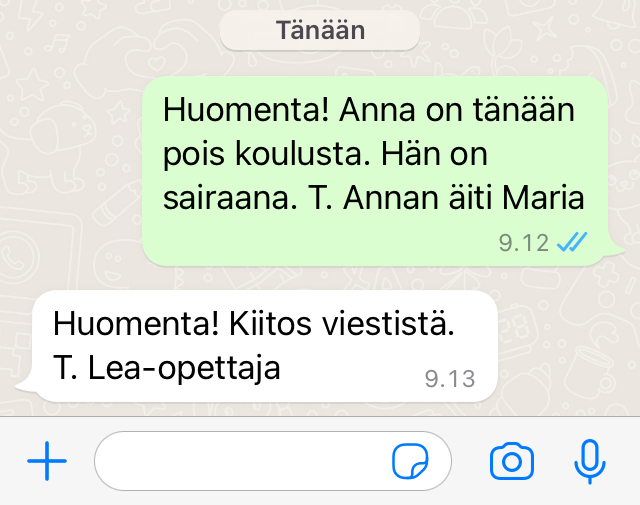 Tänään
Huomenta! Anna on tänään
pois koulusta. Hän on
sairaana. T. Annan äiti Maria
9.12
Huomenta! Kiitos viestistä.
T. Lea-opettaja
9.13